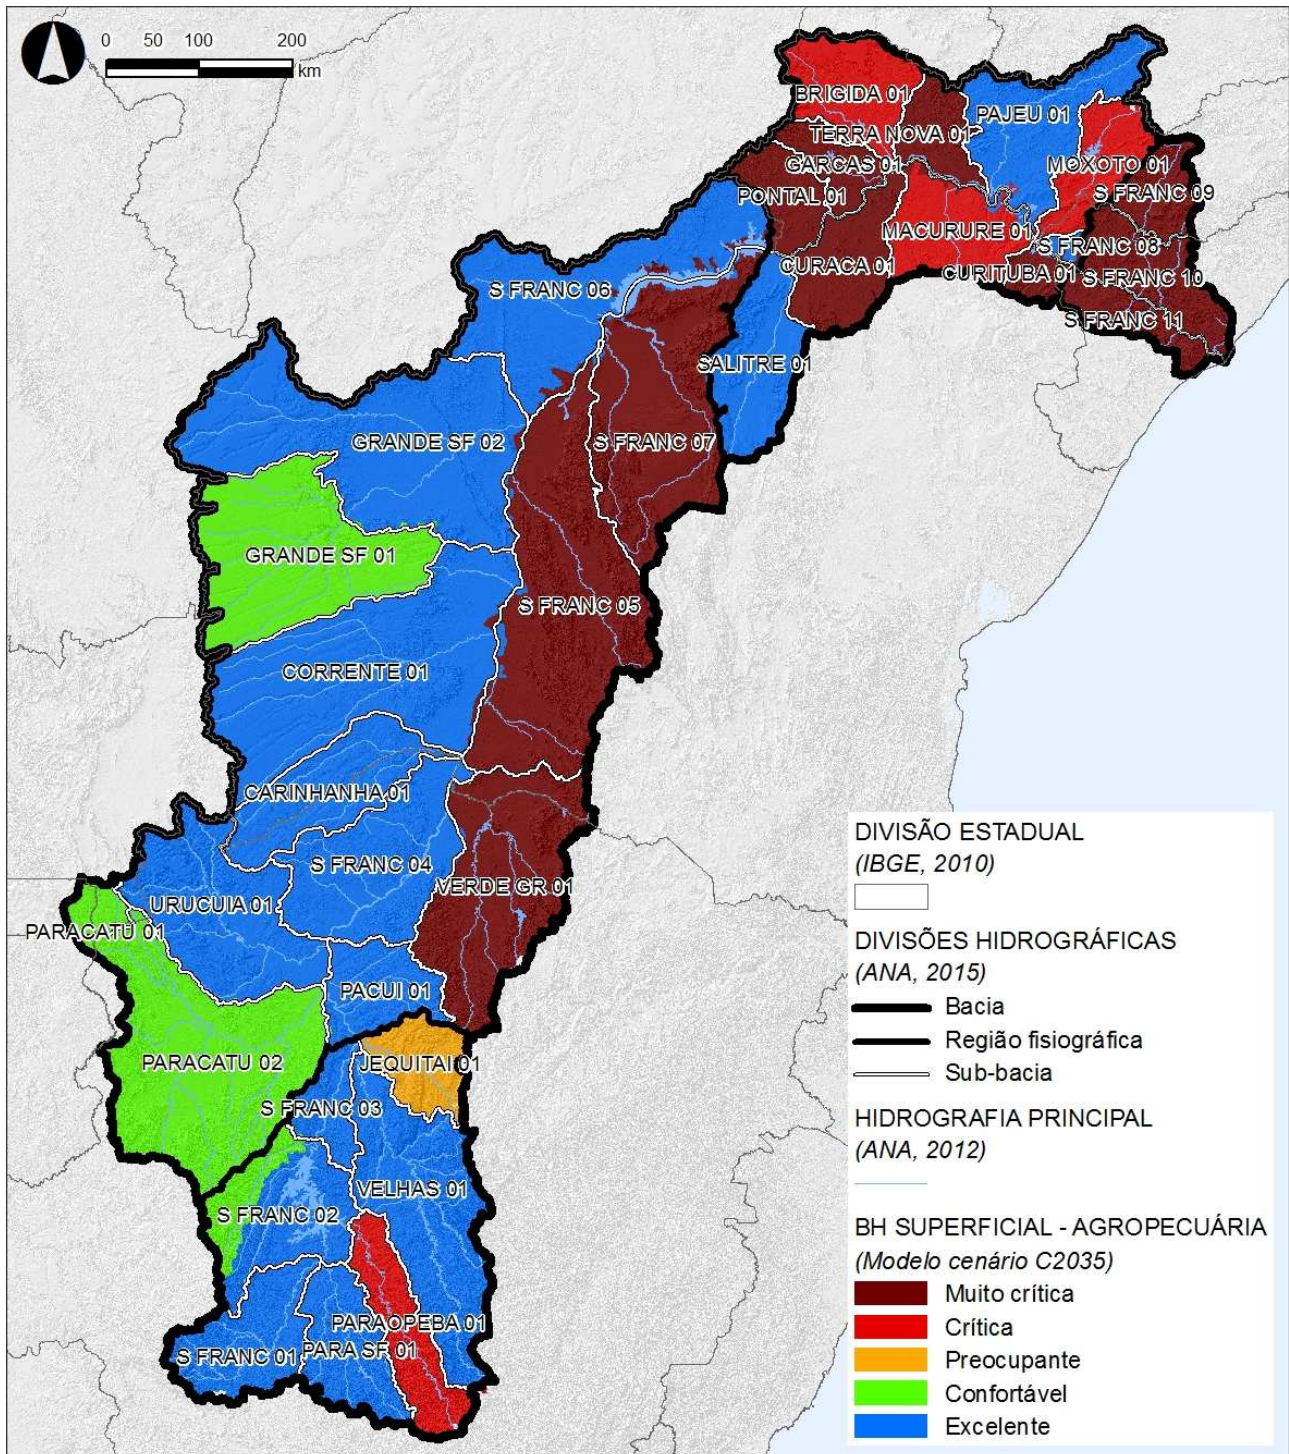 0 50 100 200
km
BRIGIDA 01
PAJEU 01
TERRA NOVA 01
MOXOTO 01
GARCAS 01
PONTAL 01
S FRANC 09
MACURURE 01
S FRANC 08
CURACA 01
CURITUBA 01
S FRANC 10
S FRANC 06
S FRANC 11
SALITRE 01
GRANDE SF 02
S FRANC 07
GRANDE SF 01
S FRANC 05
CORRENTE 01
CARINHANHA 01
S FRANC 04
VERDE GR 01
URUCUIA 01
PARACATU 01
PACUI 01
PARACATU 02
JEQUITAI 01
S FRANC 03
VELHAS 01
S FRANC 02
PARAOPEBA 01
PARA SF 01
S FRANC 01
DIVISÃO ESTADUAL
(IBGE, 2010)
DIVISÕES HIDROGRÁFICAS
(ANA, 2015)
Bacia
Região fisiográfica
Sub-bacia
HIDROGRAFIA PRINCIPAL
(ANA, 2012)
BH SUPERFICIAL - AGROPECUÁRIA
(Modelo cenário C2035)
Muito crítica
Crítica
Preocupante
Confortável
Excelente